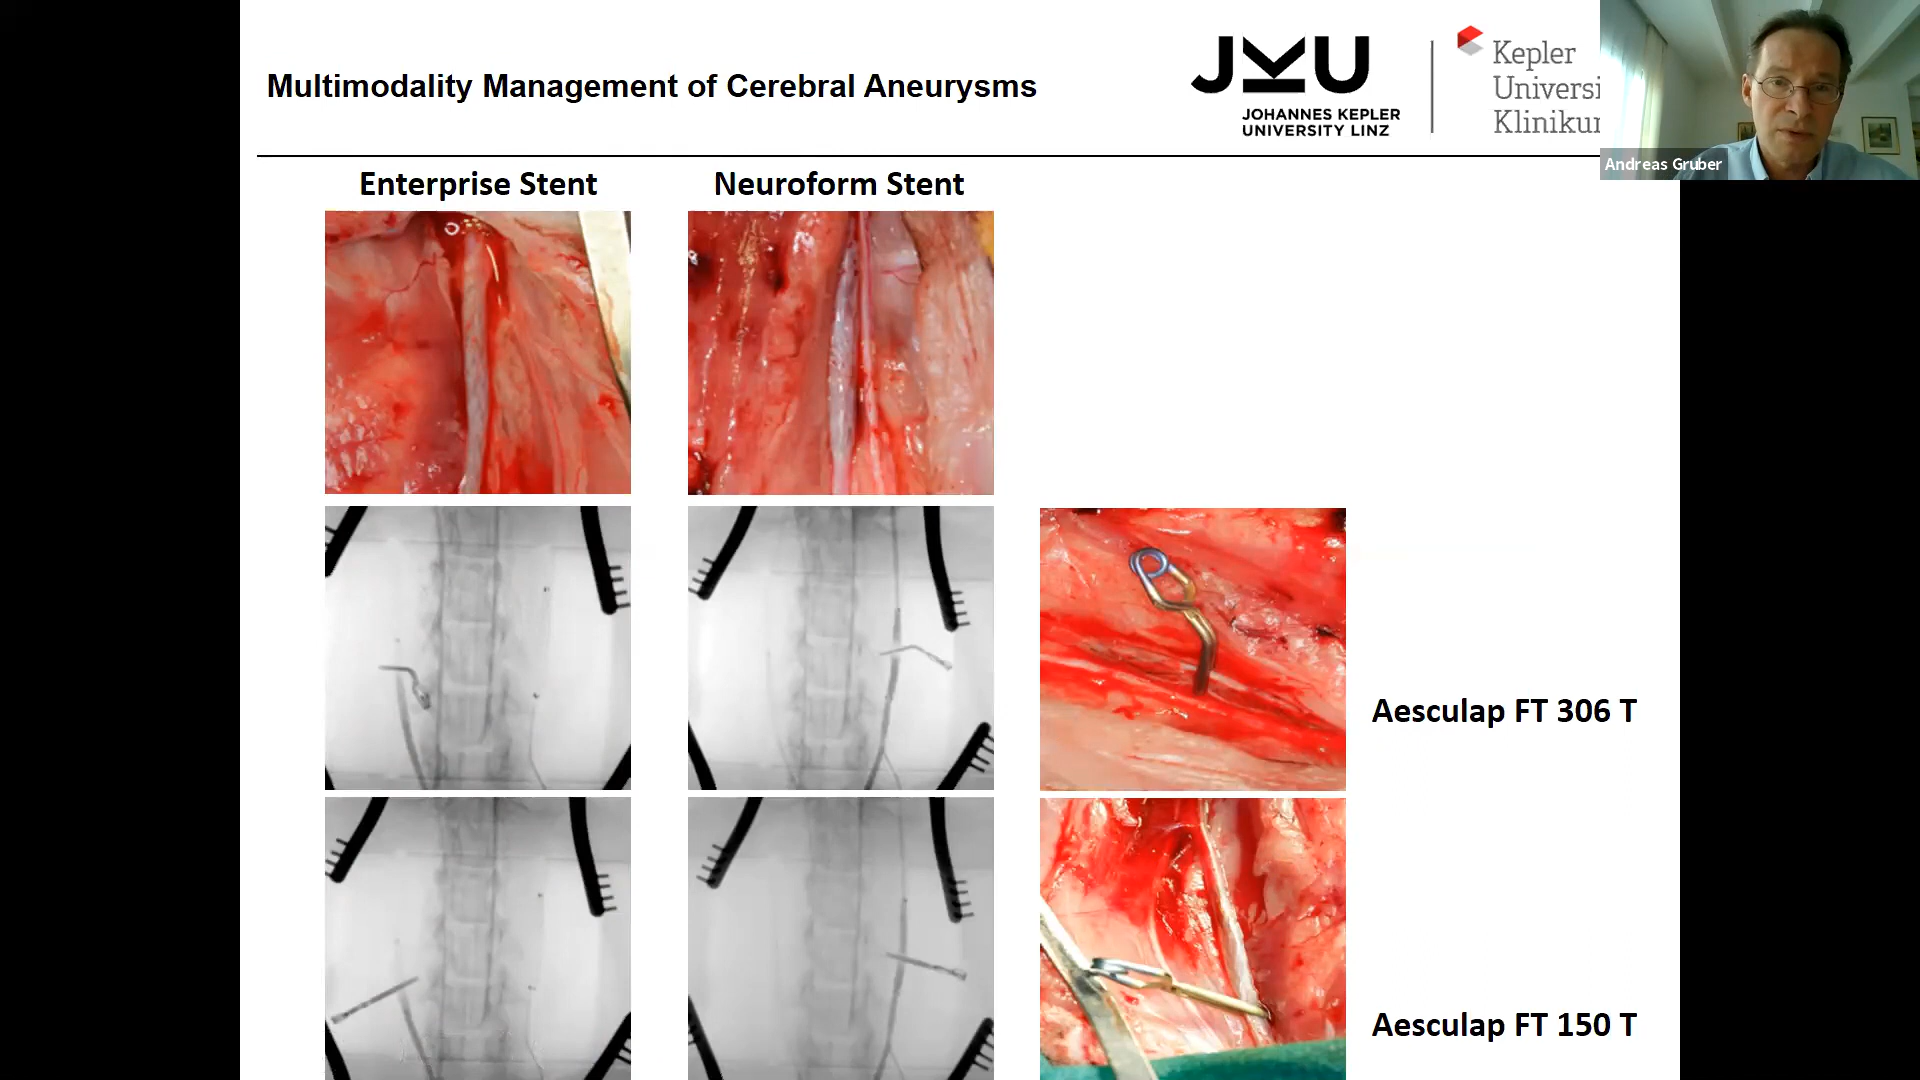 Multimodality Management of Cerebral Aneurysms
JKU
JOHANNES KEPLER
UNIVERSITY LINZ
Kepler
Universi
Klinikur
Andreas Gruber
Enterprise Stent
Neuroform Stent
Aesculap FT 306 T
Aesculap FT 150 T